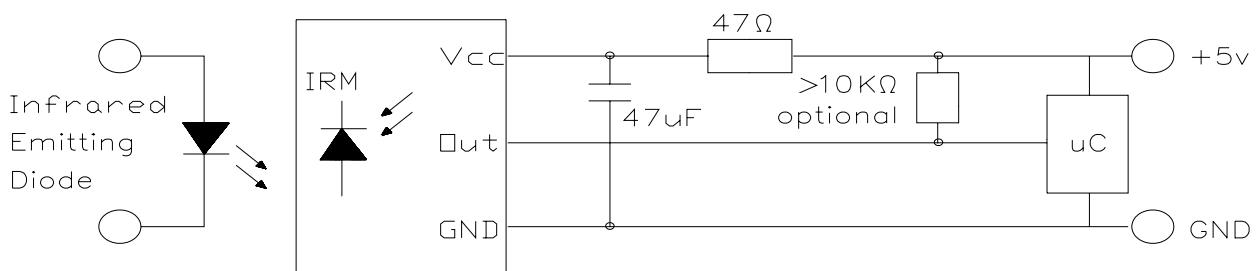 47Ω
Vcc
+5v
IRM
>10KΩ
optional
Infrared
Emitting
Diode
47uF
Out
uC
GND
GND